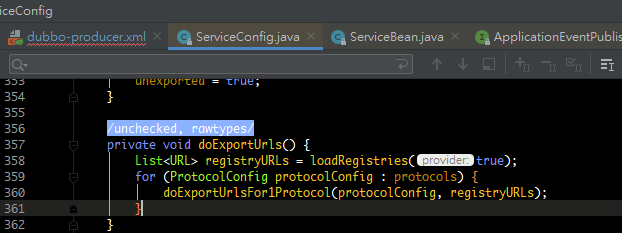 viceConfig
dubbo-producer.xml ServiceConfig.java ServiceBean.java ApplicationEventPublis
353 unexported = true;
354 }
355
356 /unchecked, rawtypes/
357 private void doExportUrls() {
358 List<URL> registryURLs = loadRegistries( provider: true);
359 for (ProtocolConfig protocolConfig : protocols) {
360 doExportUrlsFor1Protocol(protocolConfig, registryURLs);
361 }
362 }